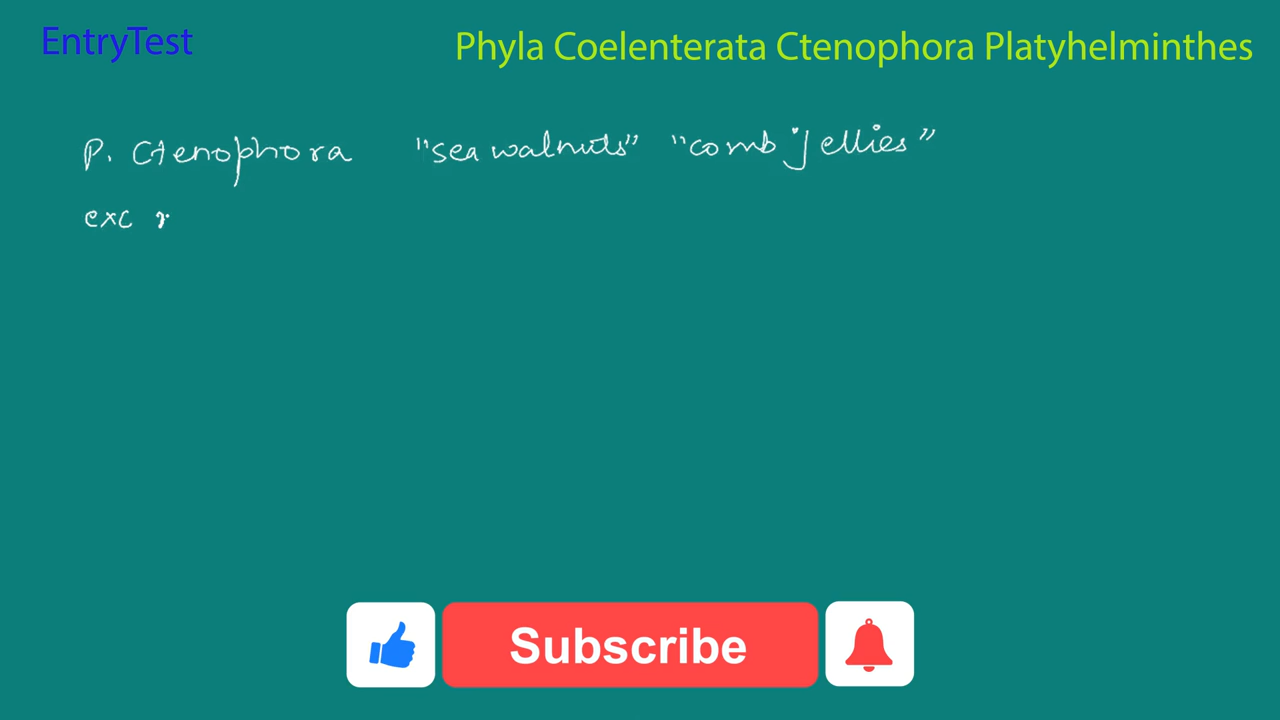 EntryTest
Phyla Coelenterata Ctenophora Platyhelminthes
P. Ctenophora "sea walnuts" "comb jellies"
exc
Subscribe